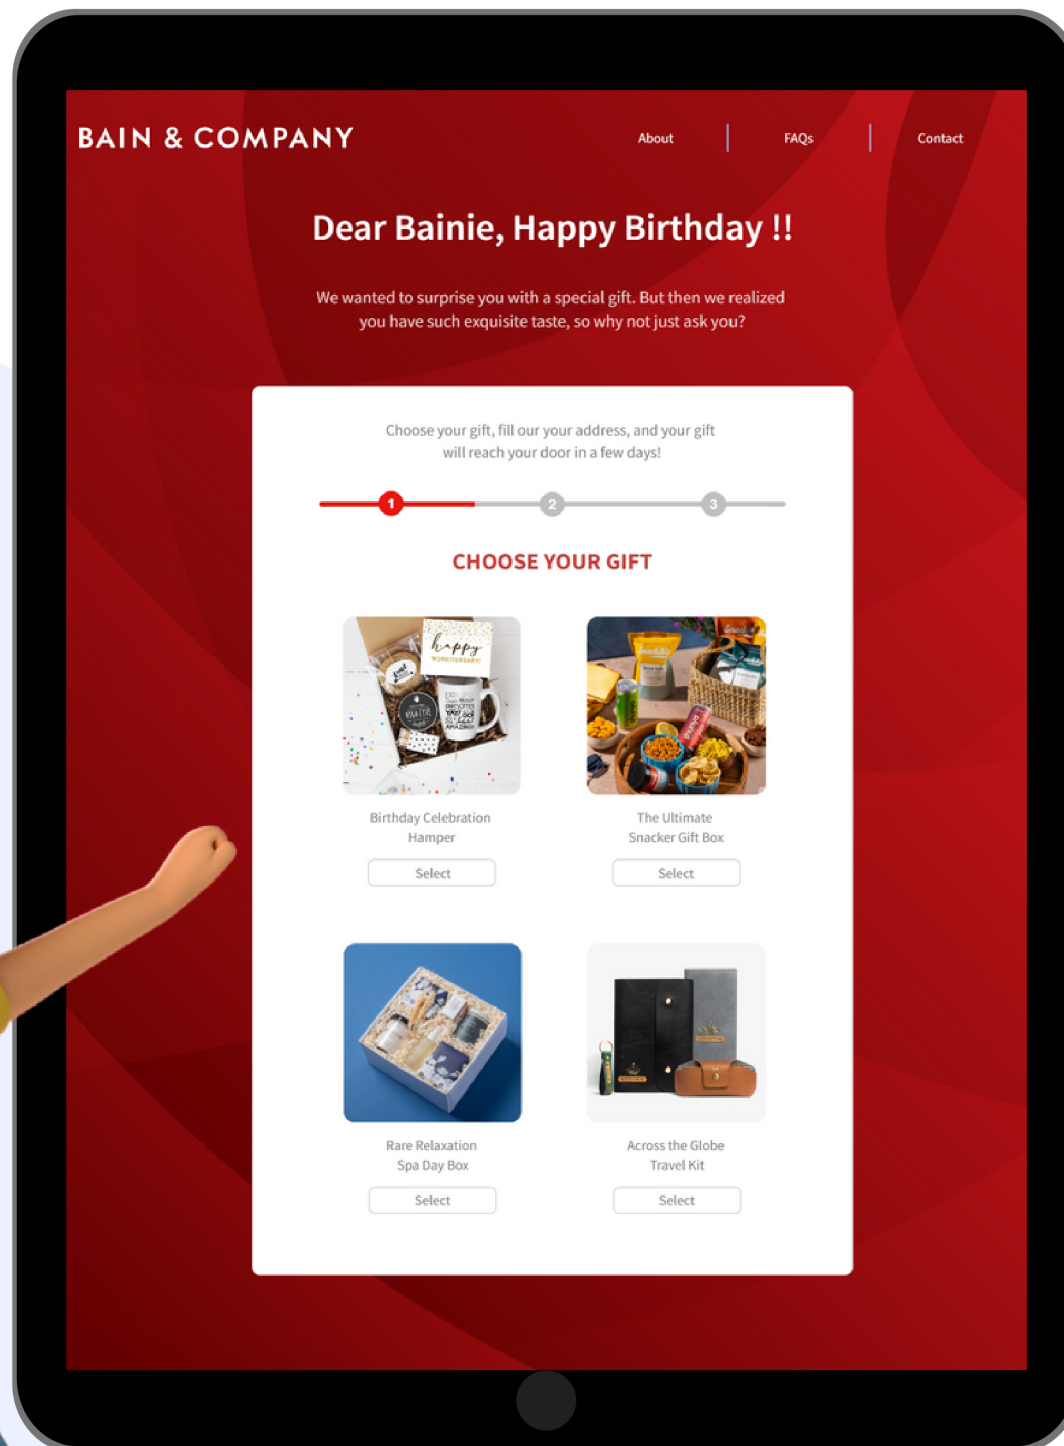 BAIN & COMPANY
About
FAQs
Contact
Dear Bainie, Happy Birthday !!
We wanted to surprise you with a special gift. But then we realized
you have such exquisite taste, so why not just ask you?
Choose your gift, fill our your address, and your gift
will reach your door in a few days!
1
2
3
CHOOSE YOUR GIFT
happy
WORKIVERSARY!
Birthday Celebration
Hamper
Select
The Ultimate
Snacker Gift Box
Select
Rare Relaxation
Spa Day Box
Select
Across the Globe
Travel Kit
Select